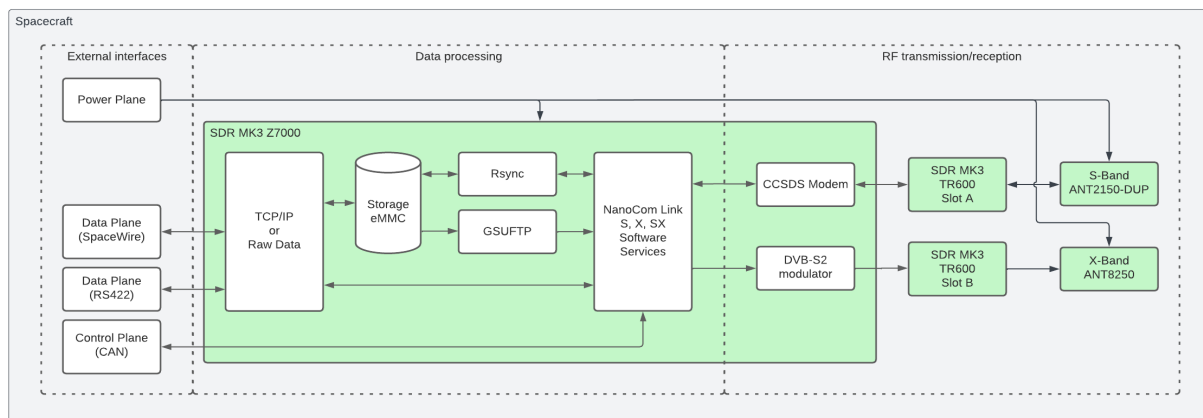 Spacecraft
External interfaces
Data processing
RF transmission/reception
Power Plane
SDR MK3 Z7000
TCP/IP
or
Raw Data
Storage
eMMC
Rsync
GSUFTP
NanoCom Link
S, X, SX
Software
Services
CCSDS Modem
DVB-S2
modulator
SDR MK3
TR600
Slot A
SDR MK3
TR600
Slot B
S-Band
ANT2150-DUP
X-Band
ANT8250
Data Plane
(SpaceWire)
Data Plane
(RS422)
Control Plane
(CAN)